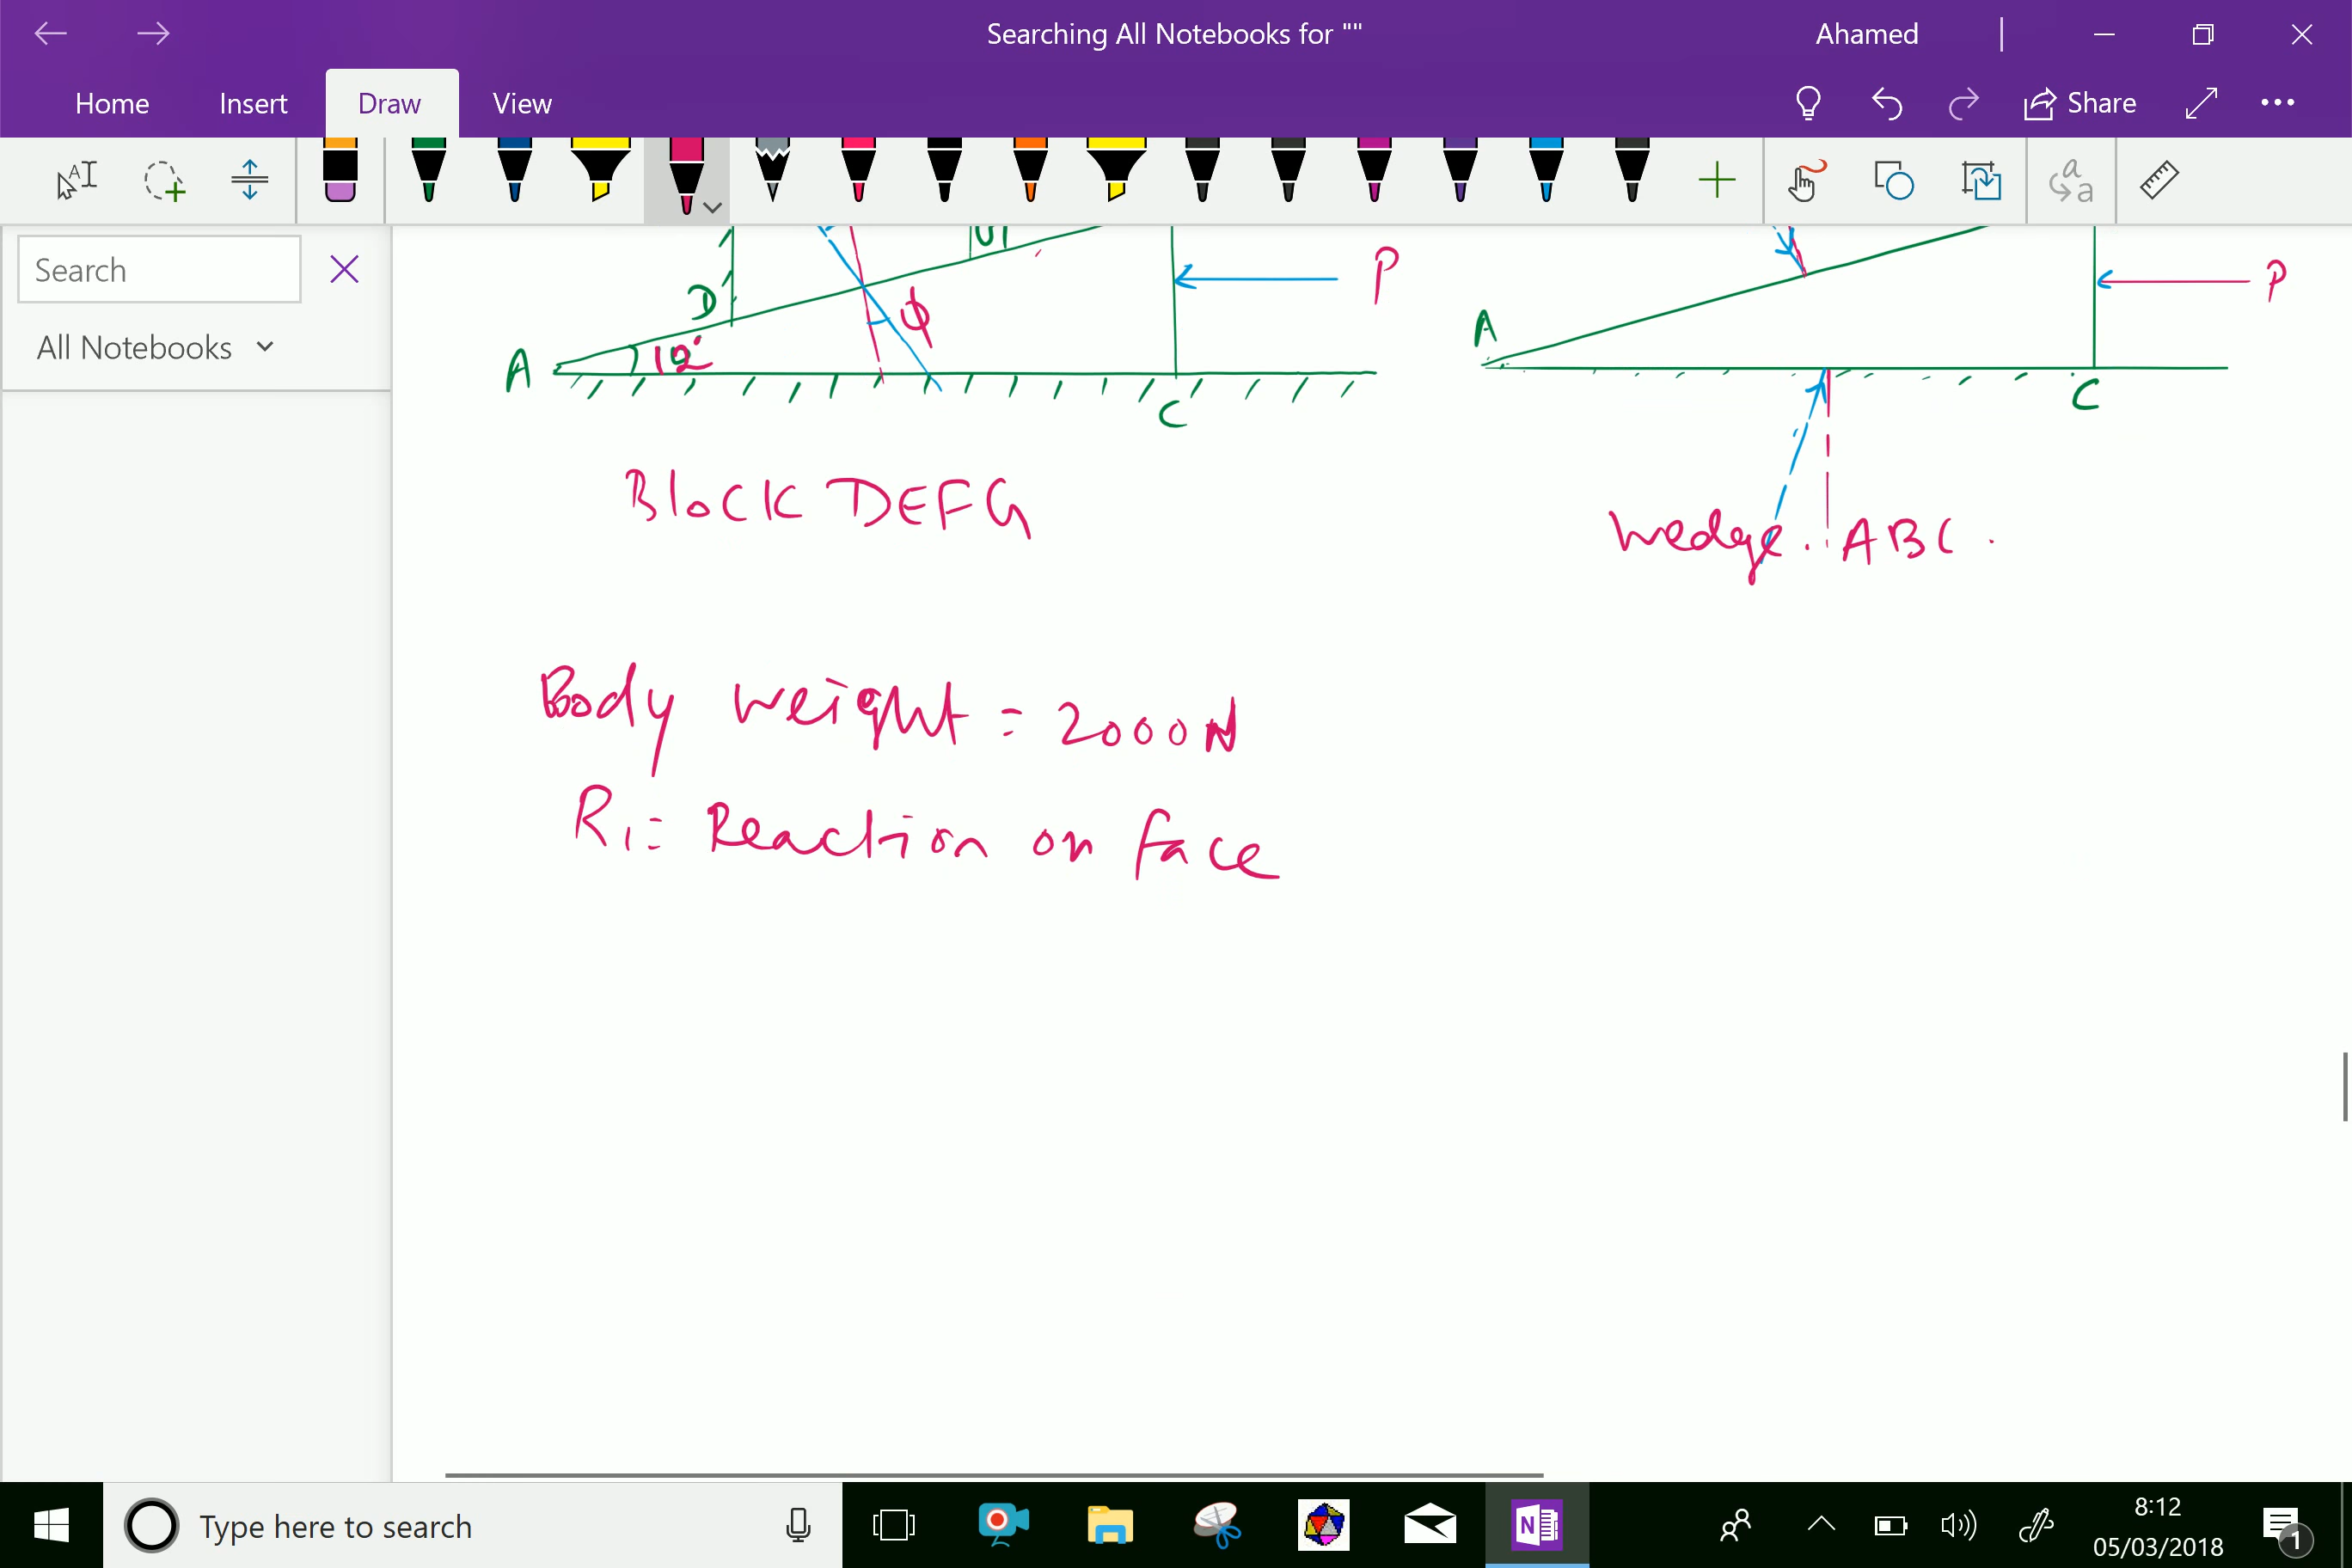 Searching All Notebooks for ""
Ahamed
Home Insert Draw View
Share
Search
All Notebooks
D
ϕ
P
A
12°
C
A
P
C
Block DEFG
wedge . ABC .
Body weight = 2000N
R1 = Reaction on face
Type here to search
N
8:12
05/03/2018
1